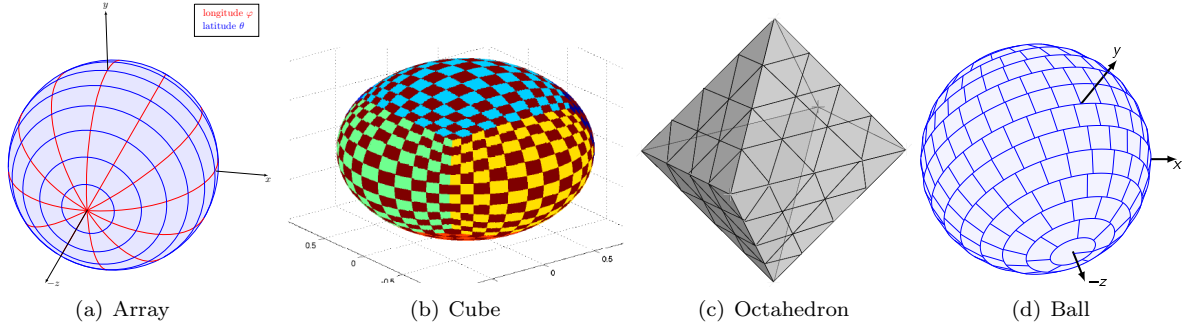 longitude φ
latitude θ
y
x
−z
0.5
0
−0.5
0
0.5
y
x
−z
(a) Array
(b) Cube
(c) Octahedron
(d) Ball